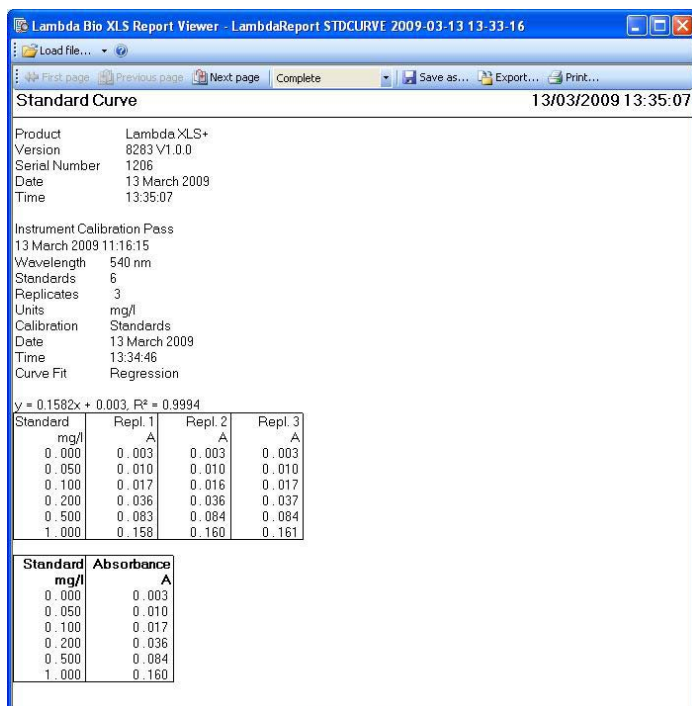 Lambda Bio XLS Report Viewer - LambdaReport STDCURVE 2009-03-13 13-33-16
Load file...
First page Previous page Next page Complete Save as... Export... Print...
Standard Curve 13/03/2009 13:35:07
Product Lambda XLS+
Version 8283 V1.0.0
Serial Number 1206
Date 13 March 2009
Time 13:35:07
Instrument Calibration Pass
13 March 2009 11:16:15
Wavelength 540 nm
Standards 6
Replicates 3
Units mg/l
Calibration Standards
Date 13 March 2009
Time 13:34:46
Curve Fit Regression
y = 0.1582x + 0.003, R² = 0.9994
Standard Repl. 1 Repl. 2 Repl. 3
mg/l A A A
0.000 0.003 0.003 0.003
0.050 0.010 0.010 0.010
0.100 0.017 0.016 0.017
0.200 0.036 0.036 0.037
0.500 0.083 0.084 0.084
1.000 0.158 0.160 0.161
Standard Absorbance
mg/l A
0.000 0.003
0.050 0.010
0.100 0.017
0.200 0.036
0.500 0.084
1.000 0.160